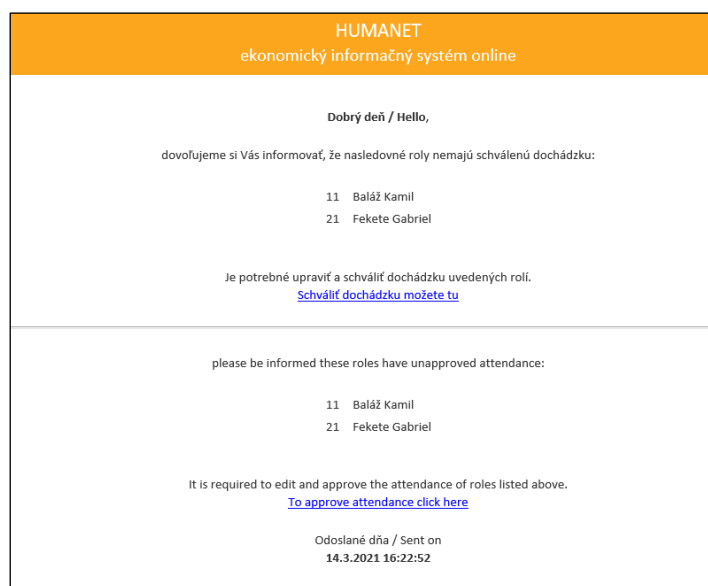 HUMANET
ekonomický informačný systém online
Dobrý deň / Hello,
dovoľujeme si Vás informovať, že nasledovné roly nemajú schválenú dochádzku:
11 Baláž Kamil
21 Fekete Gabriel
Je potrebné upraviť a schváliť dochádzku uvedených rolí.
Schváliť dochádzku možete tu
please be informed these roles have unapproved attendance:
11 Baláž Kamil
21 Fekete Gabriel
It is required to edit and approve the attendance of roles listed above.
To approve attendance click here
Odoslané dňa / Sent on
14.3.2021 16:22:52